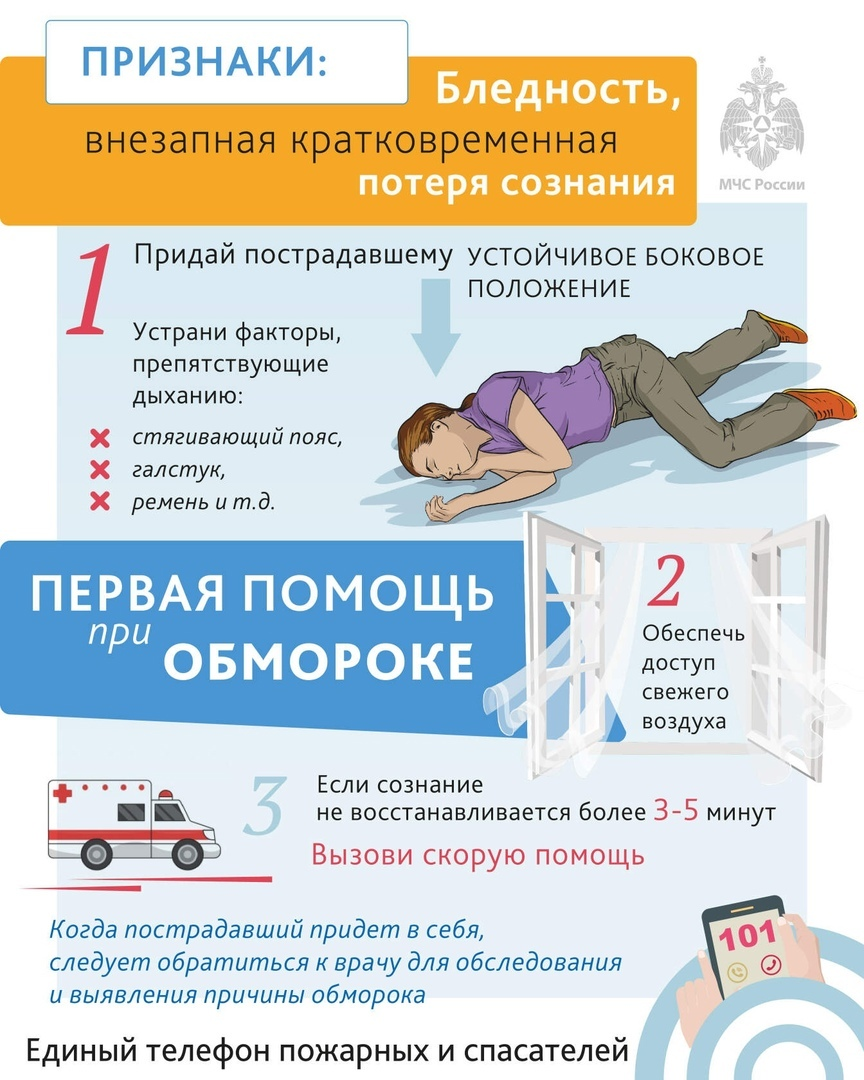 ПРИЗНАКИ:
Бледность,
внезапная кратковременная
потеря сознания
МЧС России
1
Придай пострадавшему УСТОЙЧИВОЕ БОКОВОЕ
ПОЛОЖЕНИЕ
Устрани факторы,
препятствующие
дыханию:
стягивающий пояс,
галстук,
ремень и т.д.
ПЕРВАЯ ПОМОЩЬ
при
ОБМОРОКЕ
2
Обеспечь
доступ
свежего
воздуха
3
Если сознание
не восстанавливается более 3-5 минут
Вызови скорую помощь
Когда пострадавший придет в себя,
следует обратиться к врачу для обследования
и выявления причины обморока
101
Единый телефон пожарных и спасателей